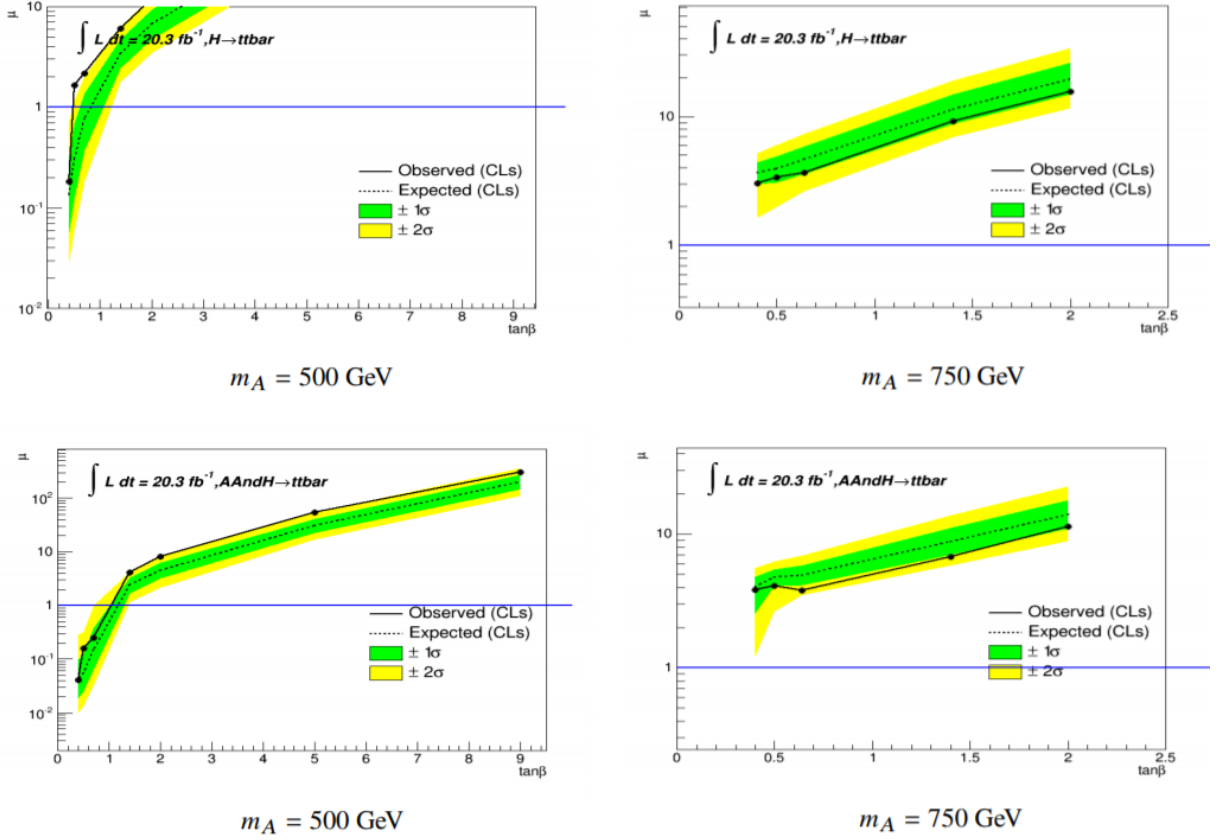 μ
10
∫ L dt = 20.3 fb⁻¹,H→ttbar
1
Observed (CLs)
Expected (CLs)
± 1σ
10⁻¹
± 2σ
10⁻²
0 1 2 3 4 5 6 7 8 9
tanβ
m_A = 500 GeV
μ
∫ L dt = 20.3 fb⁻¹,H→ttbar
10
Observed (CLs)
Expected (CLs)
± 1σ
± 2σ
1
0 0.5 1 1.5 2 2.5
tanβ
m_A = 750 GeV
μ
∫ L dt = 20.3 fb⁻¹,AAndH→ttbar
10²
10
1
Observed (CLs)
Expected (CLs)
10⁻¹
± 1σ
± 2σ
10⁻²
0 1 2 3 4 5 6 7 8 9
tanβ
m_A = 500 GeV
μ
∫ L dt = 20.3 fb⁻¹,AAndH→ttbar
10
Observed (CLs)
Expected (CLs)
± 1σ
1
± 2σ
0 0.5 1 1.5 2 2.5
tanβ
m_A = 750 GeV